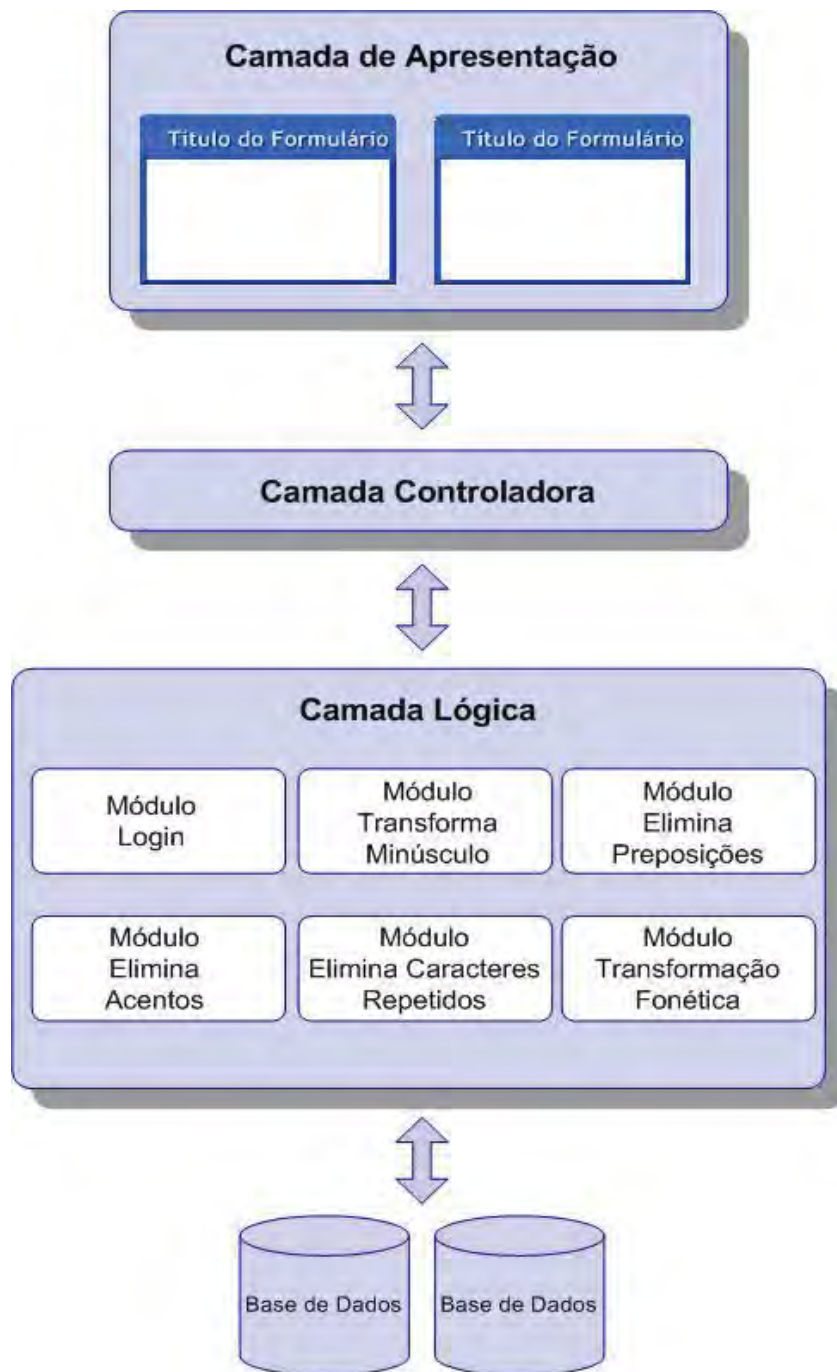 Camada de Apresentação
Título do Formulário
Título do Formulário
Camada Controladora
Camada Lógica
Módulo
Login
Módulo
Transforma
Minúsculo
Módulo
Elimina
Preposições
Módulo
Elimina
Acentos
Módulo
Elimina Caracteres
Repetidos
Módulo
Transformação
Fonética
Base de Dados
Base de Dados